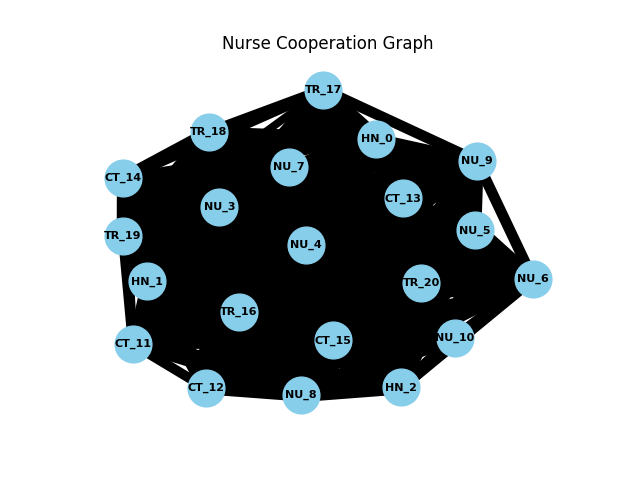 Nurse Cooperation Graph
TR_17
TR_18
HN_0
NU_9
NU_7
CT_14
CT_13
NU_3
NU_5
TR_19
NU_4
NU_6
HN_1
TR_20
TR_16
NU_10
CT_15
CT_11
HN_2
CT_12
NU_8